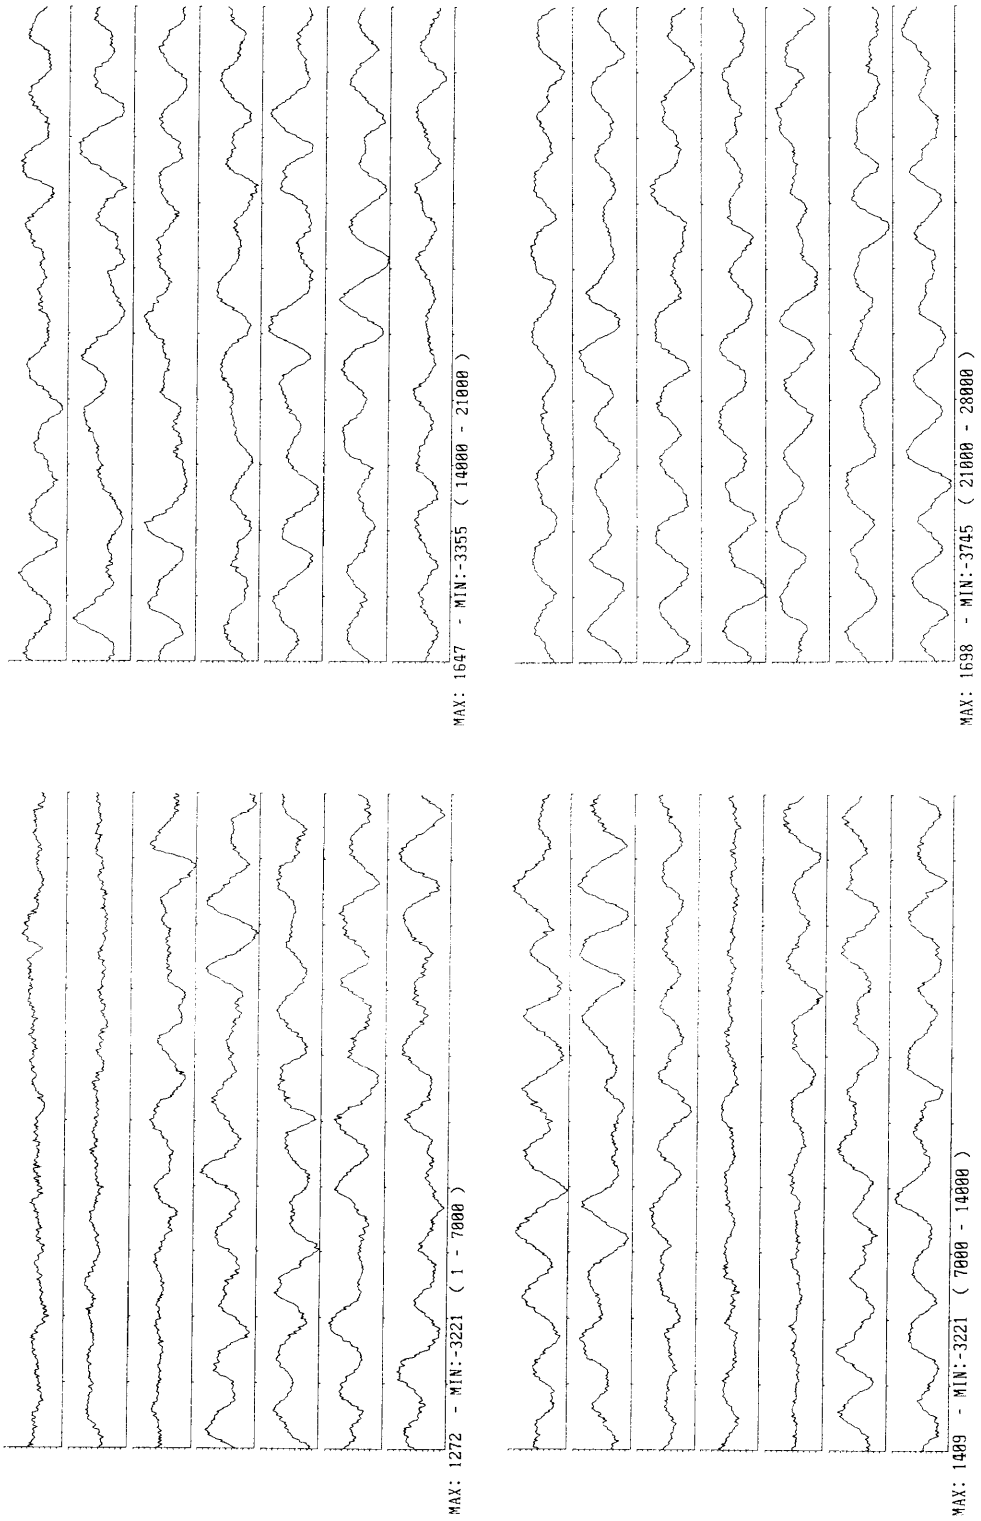 MAX: 1272 - MIN:-3221 ( 1 - 7000 )
MAX: 1409 - MIN:-3221 ( 7000 - 14000 )
MAX: 1647 - MIN:-3355 ( 14000 - 21000 )
MAX: 1698 - MIN:-3745 ( 21000 - 28000 )